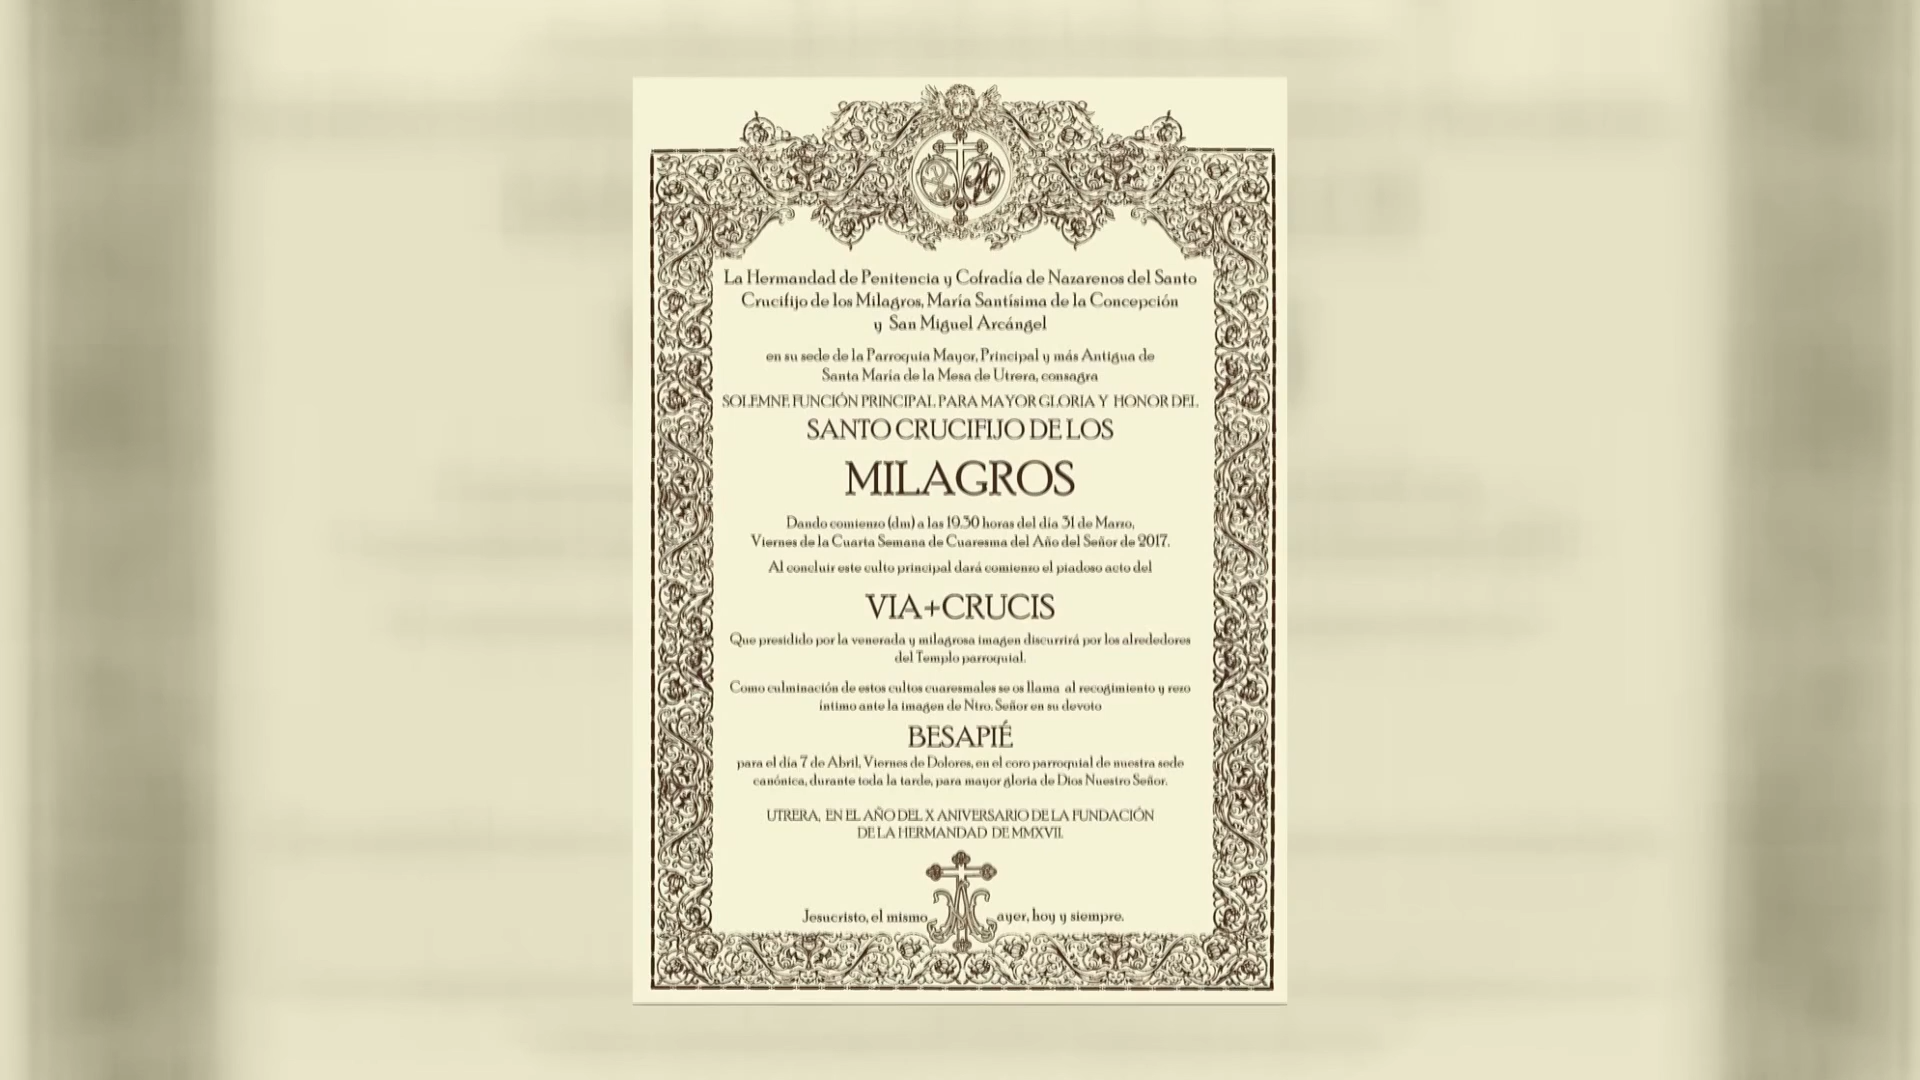 La Hermandad de Penitencia y Cofradía de Nazarenos del Santo
Crucifijo de los Milagros, María Santísima de la Concepción
y San Miguel Arcángel
en su sede de la Parroquia Mayor, Principal y más Antigua de
Santa María de la Mesa de Utrera, consagra
SOLEMNE FUNCIÓN PRINCIPAL PARA MAYOR GLORIA Y HONOR DEL
SANTO CRUCIFIJO DE LOS
MILAGROS
Dando comienzo (dm) a las 19.30 horas del día 31 de Marzo,
Viernes de la Cuarta Semana de Cuaresma del Año del Señor de 2017.
Al concluir este culto principal dará comienzo el piadoso acto del
VIA+CRUCIS
Que presidido por la venerada y milagrosa imagen discurrirá por los alrededores
del Templo parroquial.
Como culminación de estos cultos cuaresmales se os llama al recogimiento y rezo
íntimo ante la imagen de Ntro. Señor en su devoto
BESAPIÉ
para el día 7 de Abril, Viernes de Dolores, en el coro parroquial de nuestra sede
canónica, durante toda la tarde, para mayor gloria de Dios Nuestro Señor.
UTRERA, EN EL AÑO DEL X ANIVERSARIO DE LA FUNDACIÓN
DE LA HERMANDAD DE MMXVII.
Jesucristo, el mismo ayer, hoy y siempre.